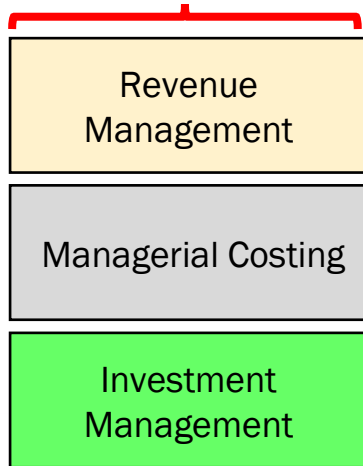 Revenue
Management
Managerial Costing
Investment
Management